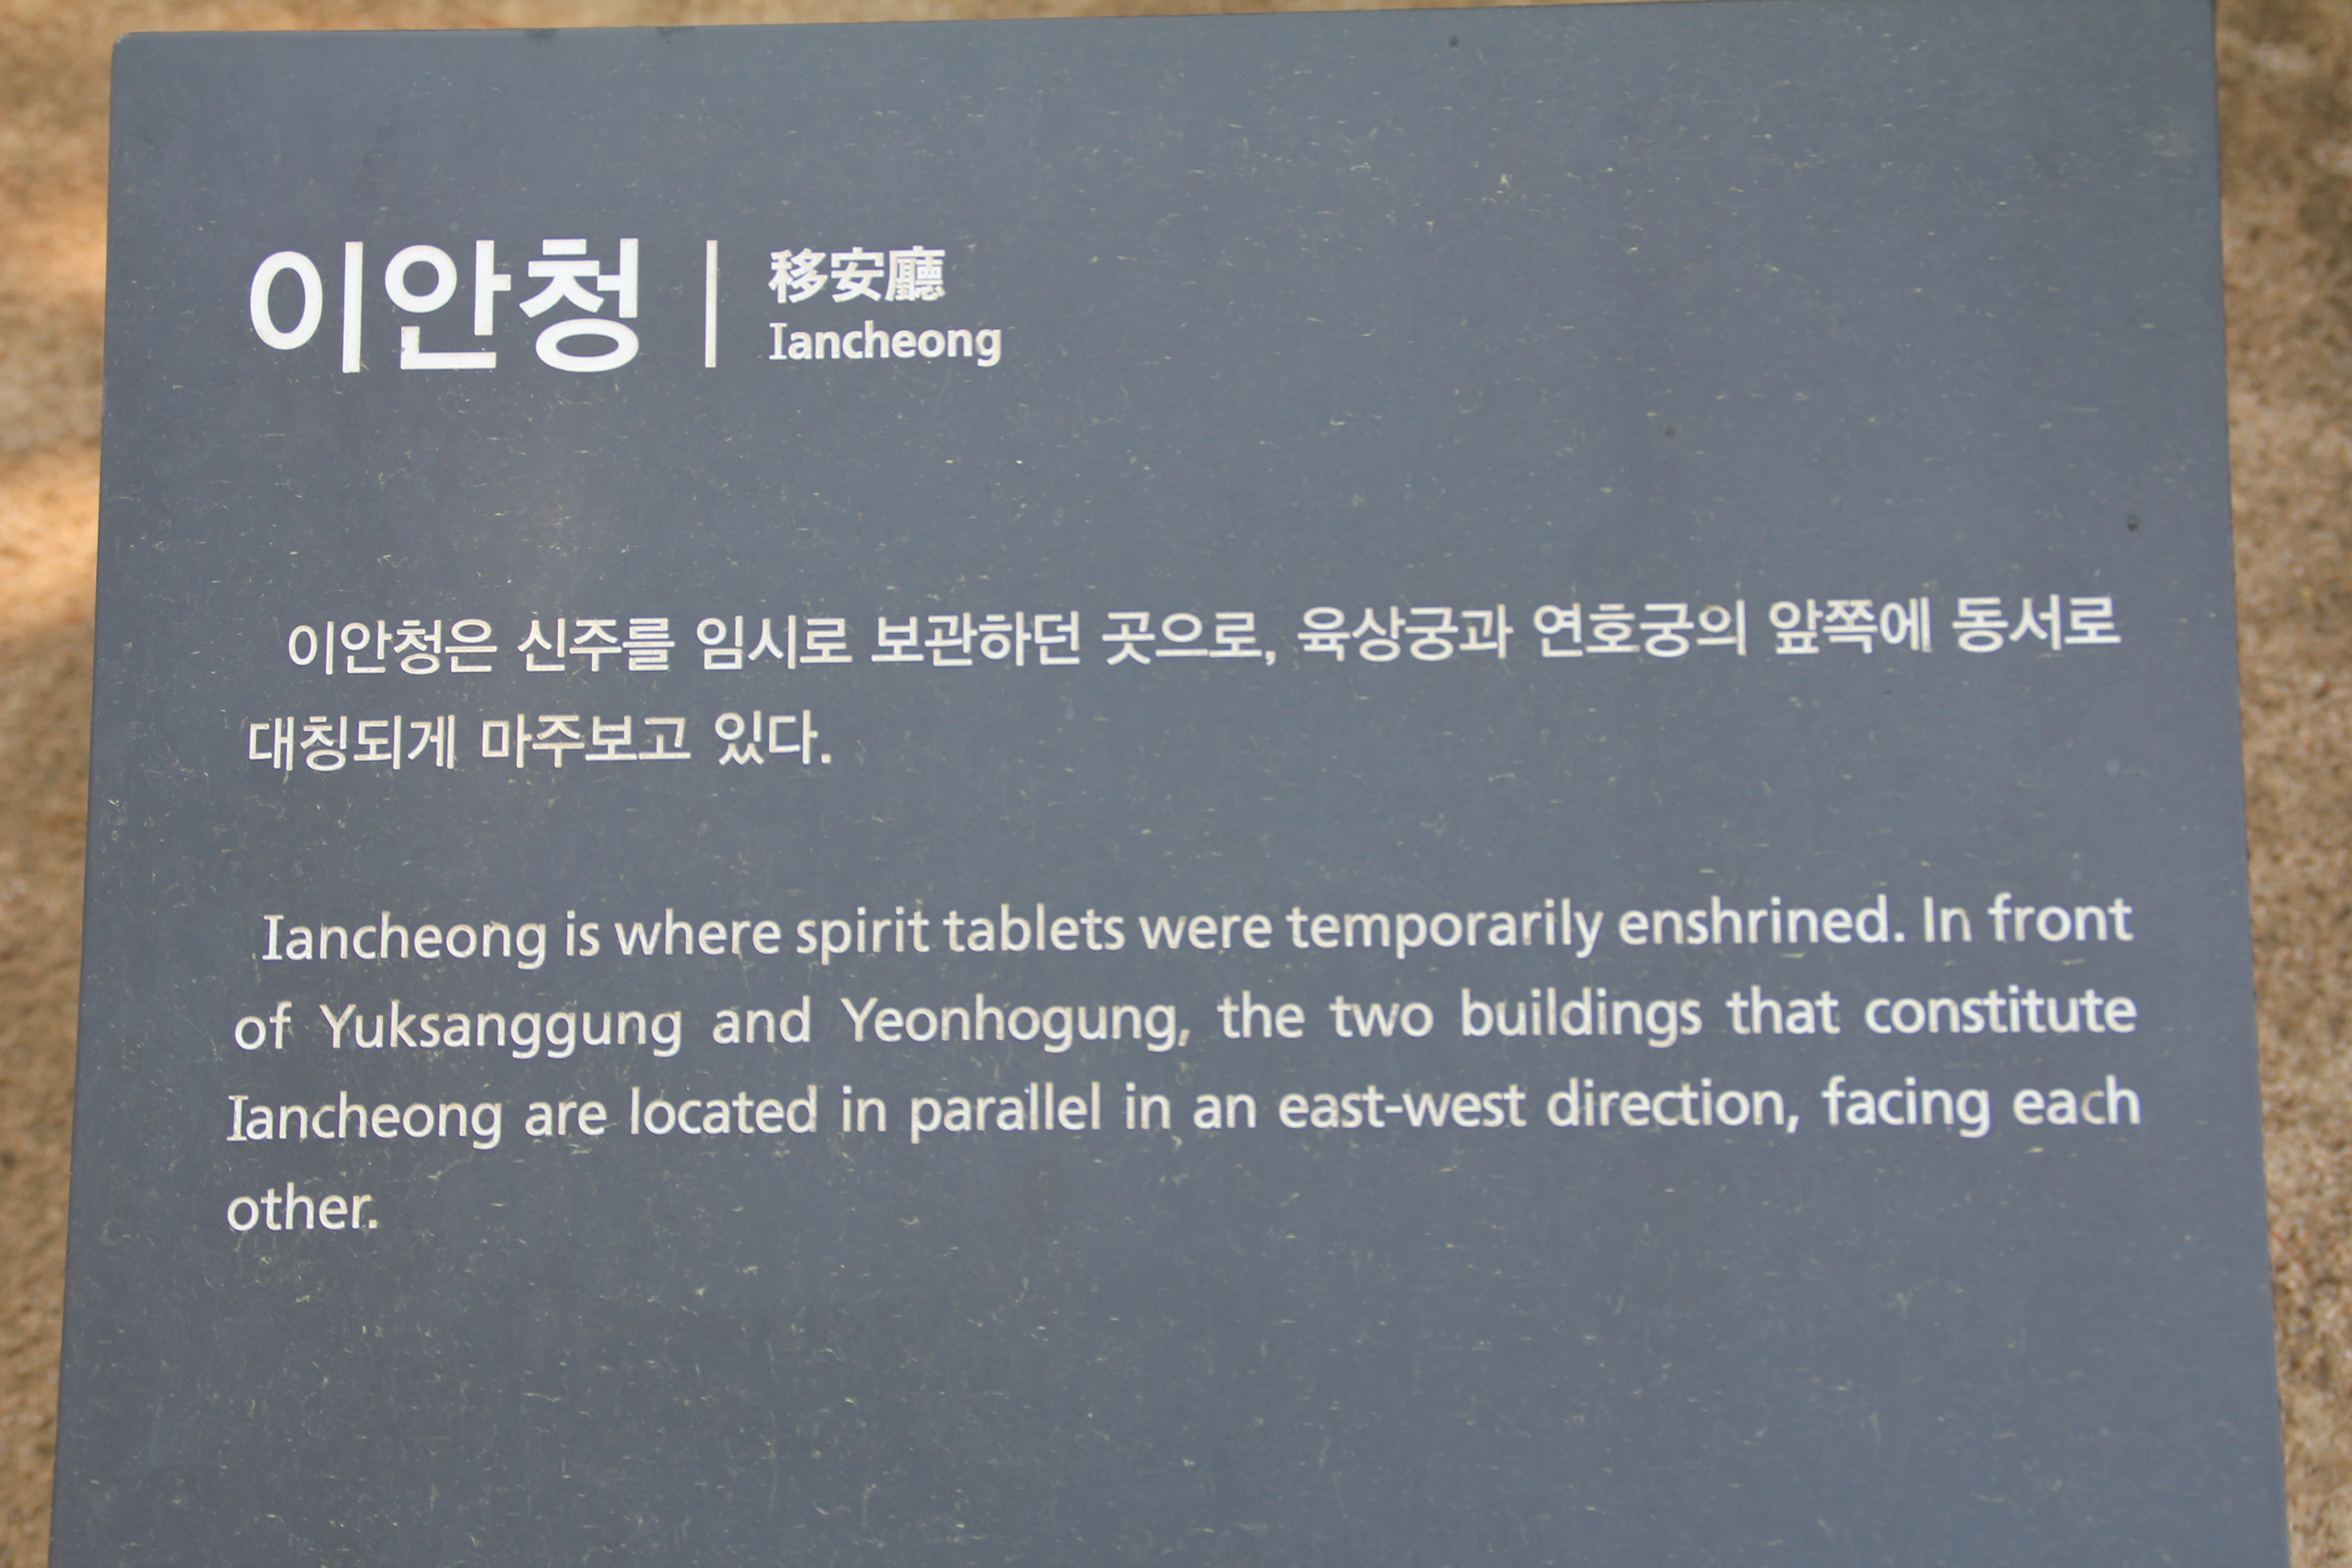 이안청
移安廳
Iancheong
이안청은 신주를 임시로 보관하던 곳으로, 육상궁과 연호궁의 앞쪽에 동서로
대칭되게 마주보고 있다.
Iancheong is where spirit tablets were temporarily enshrined. In front
of Yuksanggung and Yeonhogung, the two buildings that constitute
Iancheong are located in parallel in an east-west direction, facing each
other.